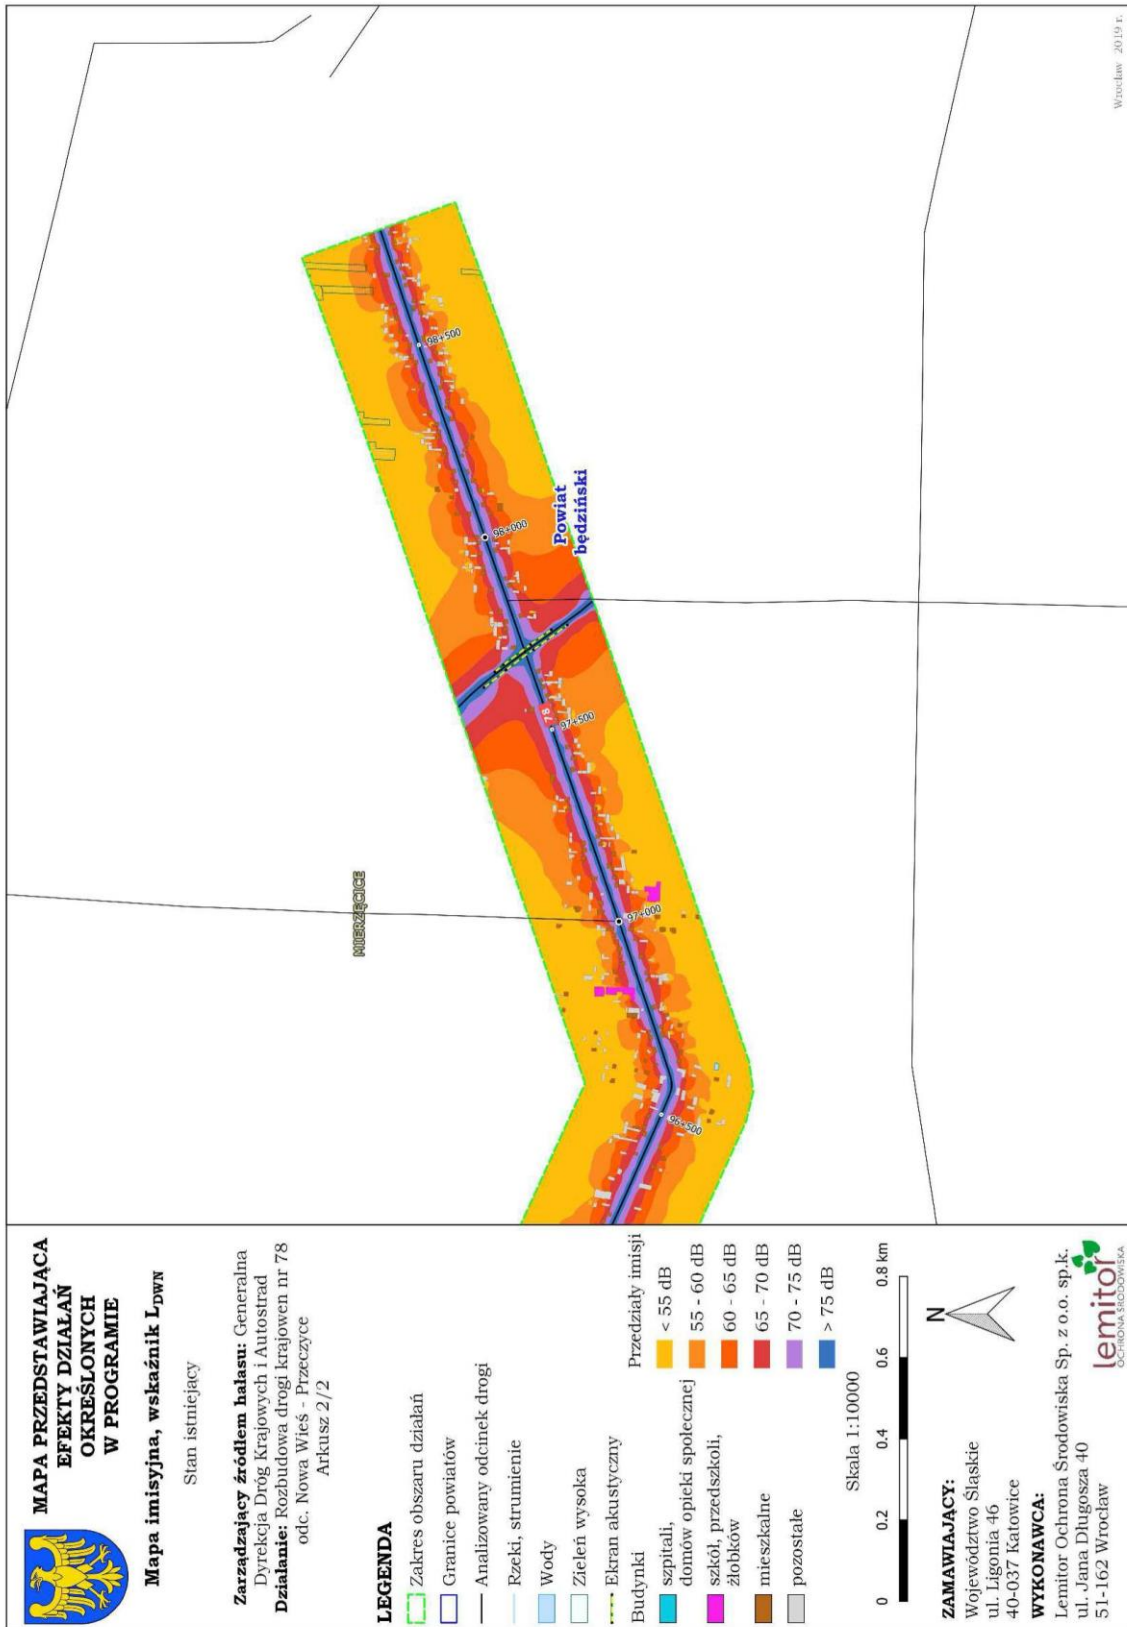 MAPA PRZEDSTAWIAJĄCA
EFEKTY DZIAŁAŃ
OKREŚLONYCH
W PROGRAMIE
Mapa imisyjna, wskaźnik LDWN
Stan istniejący
Zarządzający źródłem hałasu: Generalna
Dyrekcja Dróg Krajowych i Autostrad
Działanie: Rozbudowa drogi krajowen nr 78
odc. Nowa Wieś - Przeczyce
Arkusz 2/2
LEGENDA
Zakres obszaru działań
Granice powiatów
Analizowany odcinek drogi
Rzeki, strumienie
Wody
Zieleń wysoka
Ekran akustyczny
Budynki
szpitali,
domów opieki społecznej
szkół, przedszkoli,
żłobków
mieszkalne
pozostałe
Przedziały imisji
< 55 dB
55 - 60 dB
60 - 65 dB
65 - 70 dB
70 - 75 dB
> 75 dB
Skala 1:10000
0 0.2 0.4 0.6 0.8 km
N
ZAMAWIAJĄCY:
Województwo Śląskie
ul. Ligonia 46
40-037 Katowice
WYKONAWCA:
Lemitor Ochrona Środowiska Sp. z o.o. sp.k.
ul. Jana Długosza 40
51-162 Wrocław
lemitor
OCHRONA ŚRODOWISKA
MIERZĘCICE
96+500
97+000
97+500
78
98+000
98+500
Powiat
będziński
Wrocław 2019 r.